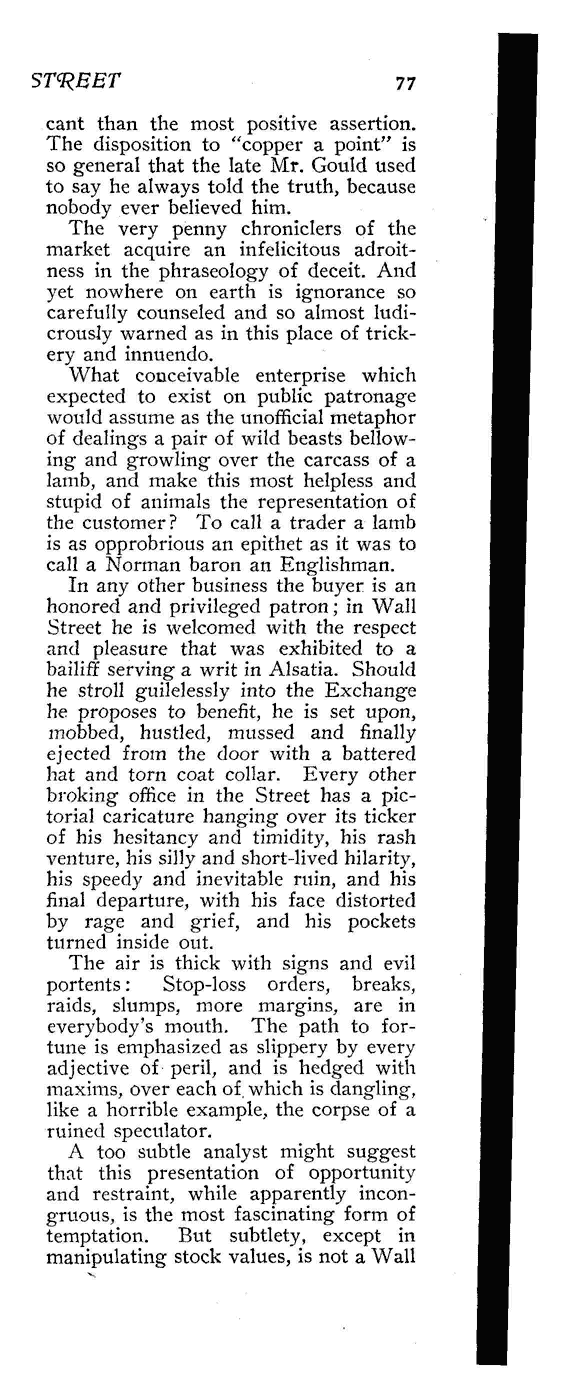 STREET 77
cant than the most positive assertion.
The disposition to "copper a point" is
so general that the late Mr. Gould used
to say he always told the truth, because
nobody ever believed him.
The very penny chroniclers of the
market acquire an infelicitous adroit-
ness in the phraseology of deceit. And
yet nowhere on earth is ignorance so
carefully counseled and so almost ludi-
crously warned as in this place of trick-
ery and innuendo.
What conceivable enterprise which
expected to exist on public patronage
would assume as the unofficial metaphor
of dealings a pair of wild beasts bellow-
ing and growling over the carcass of a
lamb, and make this most helpless and
stupid of animals the representation of
the customer? To call a trader a lamb
is as opprobrious an epithet as it was to
call a Norman baron an Englishman.
In any other business the buyer is an
honored and privileged patron; in Wall
Street he is welcomed with the respect
and pleasure that was exhibited to a
bailiff serving a writ in Alsatia. Should
he stroll guilelessly into the Exchange
he proposes to benefit, he is set upon,
mobbed, hustled, mussed and finally
ejected from the door with a battered
hat and torn coat collar. Every other
broking office in the Street has a pic-
torial caricature hanging over its ticker
of his hesitancy and timidity, his rash
venture, his silly and short-lived hilarity,
his speedy and inevitable ruin, and his
final departure, with his face distorted
by rage and grief, and his pockets
turned inside out.
The air is thick with signs and evil
portents: Stop-loss orders, breaks,
raids, slumps, more margins, are in
everybody's mouth. The path to for-
tune is emphasized as slippery by every
adjective of peril, and is hedged with
maxims, over each of which is dangling,
like a horrible example, the corpse of a
ruined speculator.
A too subtle analyst might suggest
that this presentation of opportunity
and restraint, while apparently incon-
gruous, is the most fascinating form of
temptation. But subtlety, except in
manipulating stock values, is not a Wall